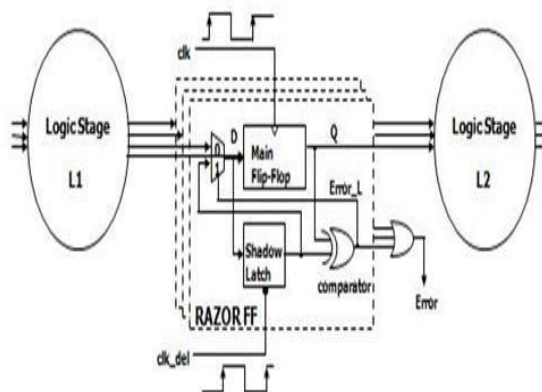 clk
Logic Stage
L1
Logic Stage
L2
0
1
D
Main
Flip-Flop
Q
Error_L
Shadow
Latch
comparator
RAZOR FF
Error
clk_del